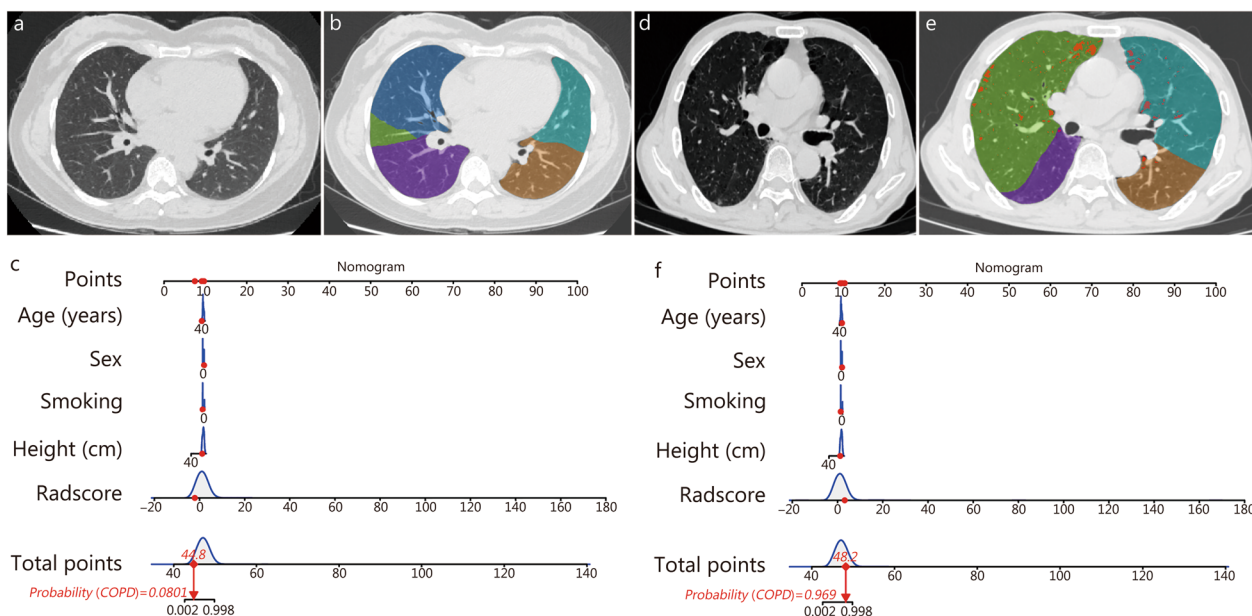 a
b
d
e
c
Nomogram
Points
0 10 20 30 40 50 60 70 80 90 100
Age (years)
40
Sex
0
Smoking
0
Height (cm)
40
Radscore
−20 0 20 40 60 80 100 120 140 160 180
Total points
44.8
40 60 80 100 120 140
Probability (COPD)=0.0801
0.002 0.998
f
Nomogram
Points
0 10 20 30 40 50 60 70 80 90 100
Age (years)
40
Sex
0
Smoking
0
Height (cm)
40
Radscore
−20 0 20 40 60 80 100 120 140 160 180
Total points
48.2
40 60 80 100 120 140
Probability (COPD)=0.969
0.002 0.998